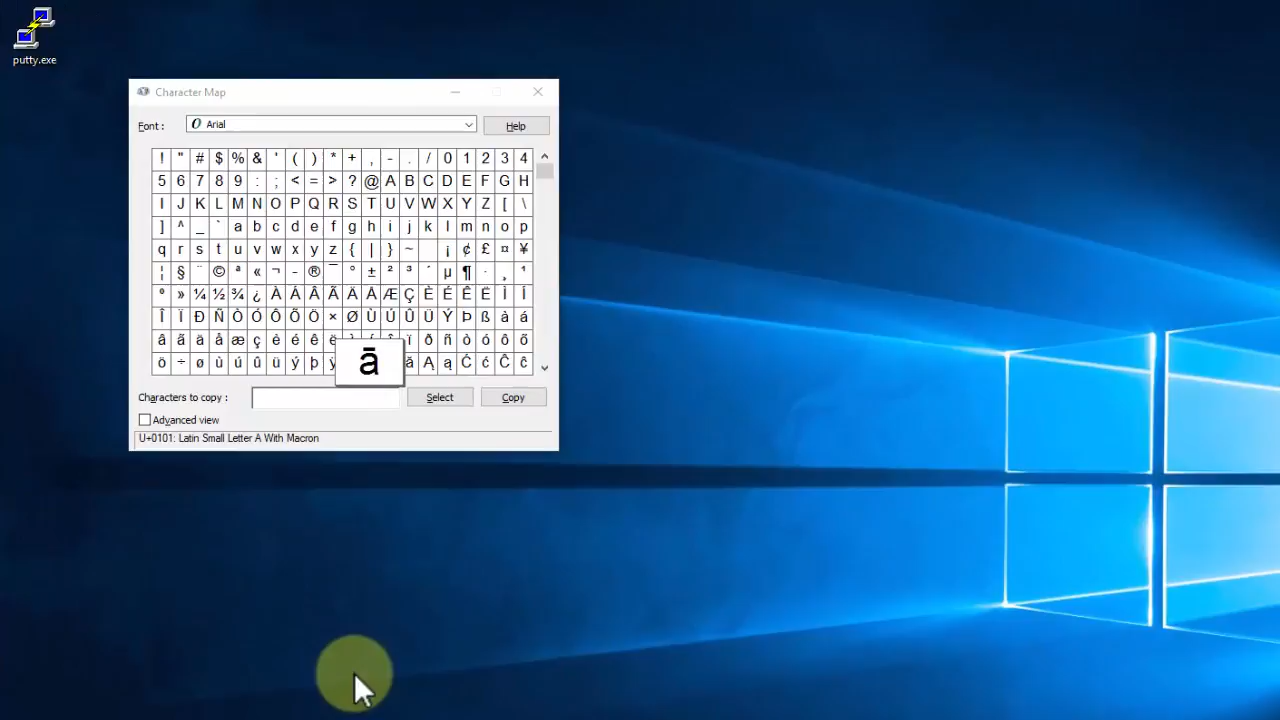 putty.exe
Character Map
Font : Arial Help
! " # $ % & ' ( ) * + , - . / 0 1 2 3 4
5 6 7 8 9 : ; < = > ? @ A B C D E F G H
I J K L M N O P Q R S T U V W X Y Z [ \
] ^ _ ` a b c d e f g h i j k l m n o p
q r s t u v w x y z { | } ~ ¡ ¢ £ ¤ ¥
¦ § ¨ © ª « ¬ - ® ¯ ° ± ² ³ ´ µ ¶ · ¸ ¹
º » ¼ ½ ¾ ¿ À Á Â Ã Ä Å Æ Ç È É Ê Ë Ì Í
Î Ï Ð Ñ Ò Ó Ô Õ Ö × Ø Ù Ú Û Ü Ý Þ ß à á
â ã ä å æ ç è é ê ë ï ð ñ ò ó ô õ
ö ÷ ø ù ú û ü ý þ ā ă Ą ą Ć ć Ĉ ĉ
Characters to copy : Select Copy
Advanced view
U+0101: Latin Small Letter A With Macron